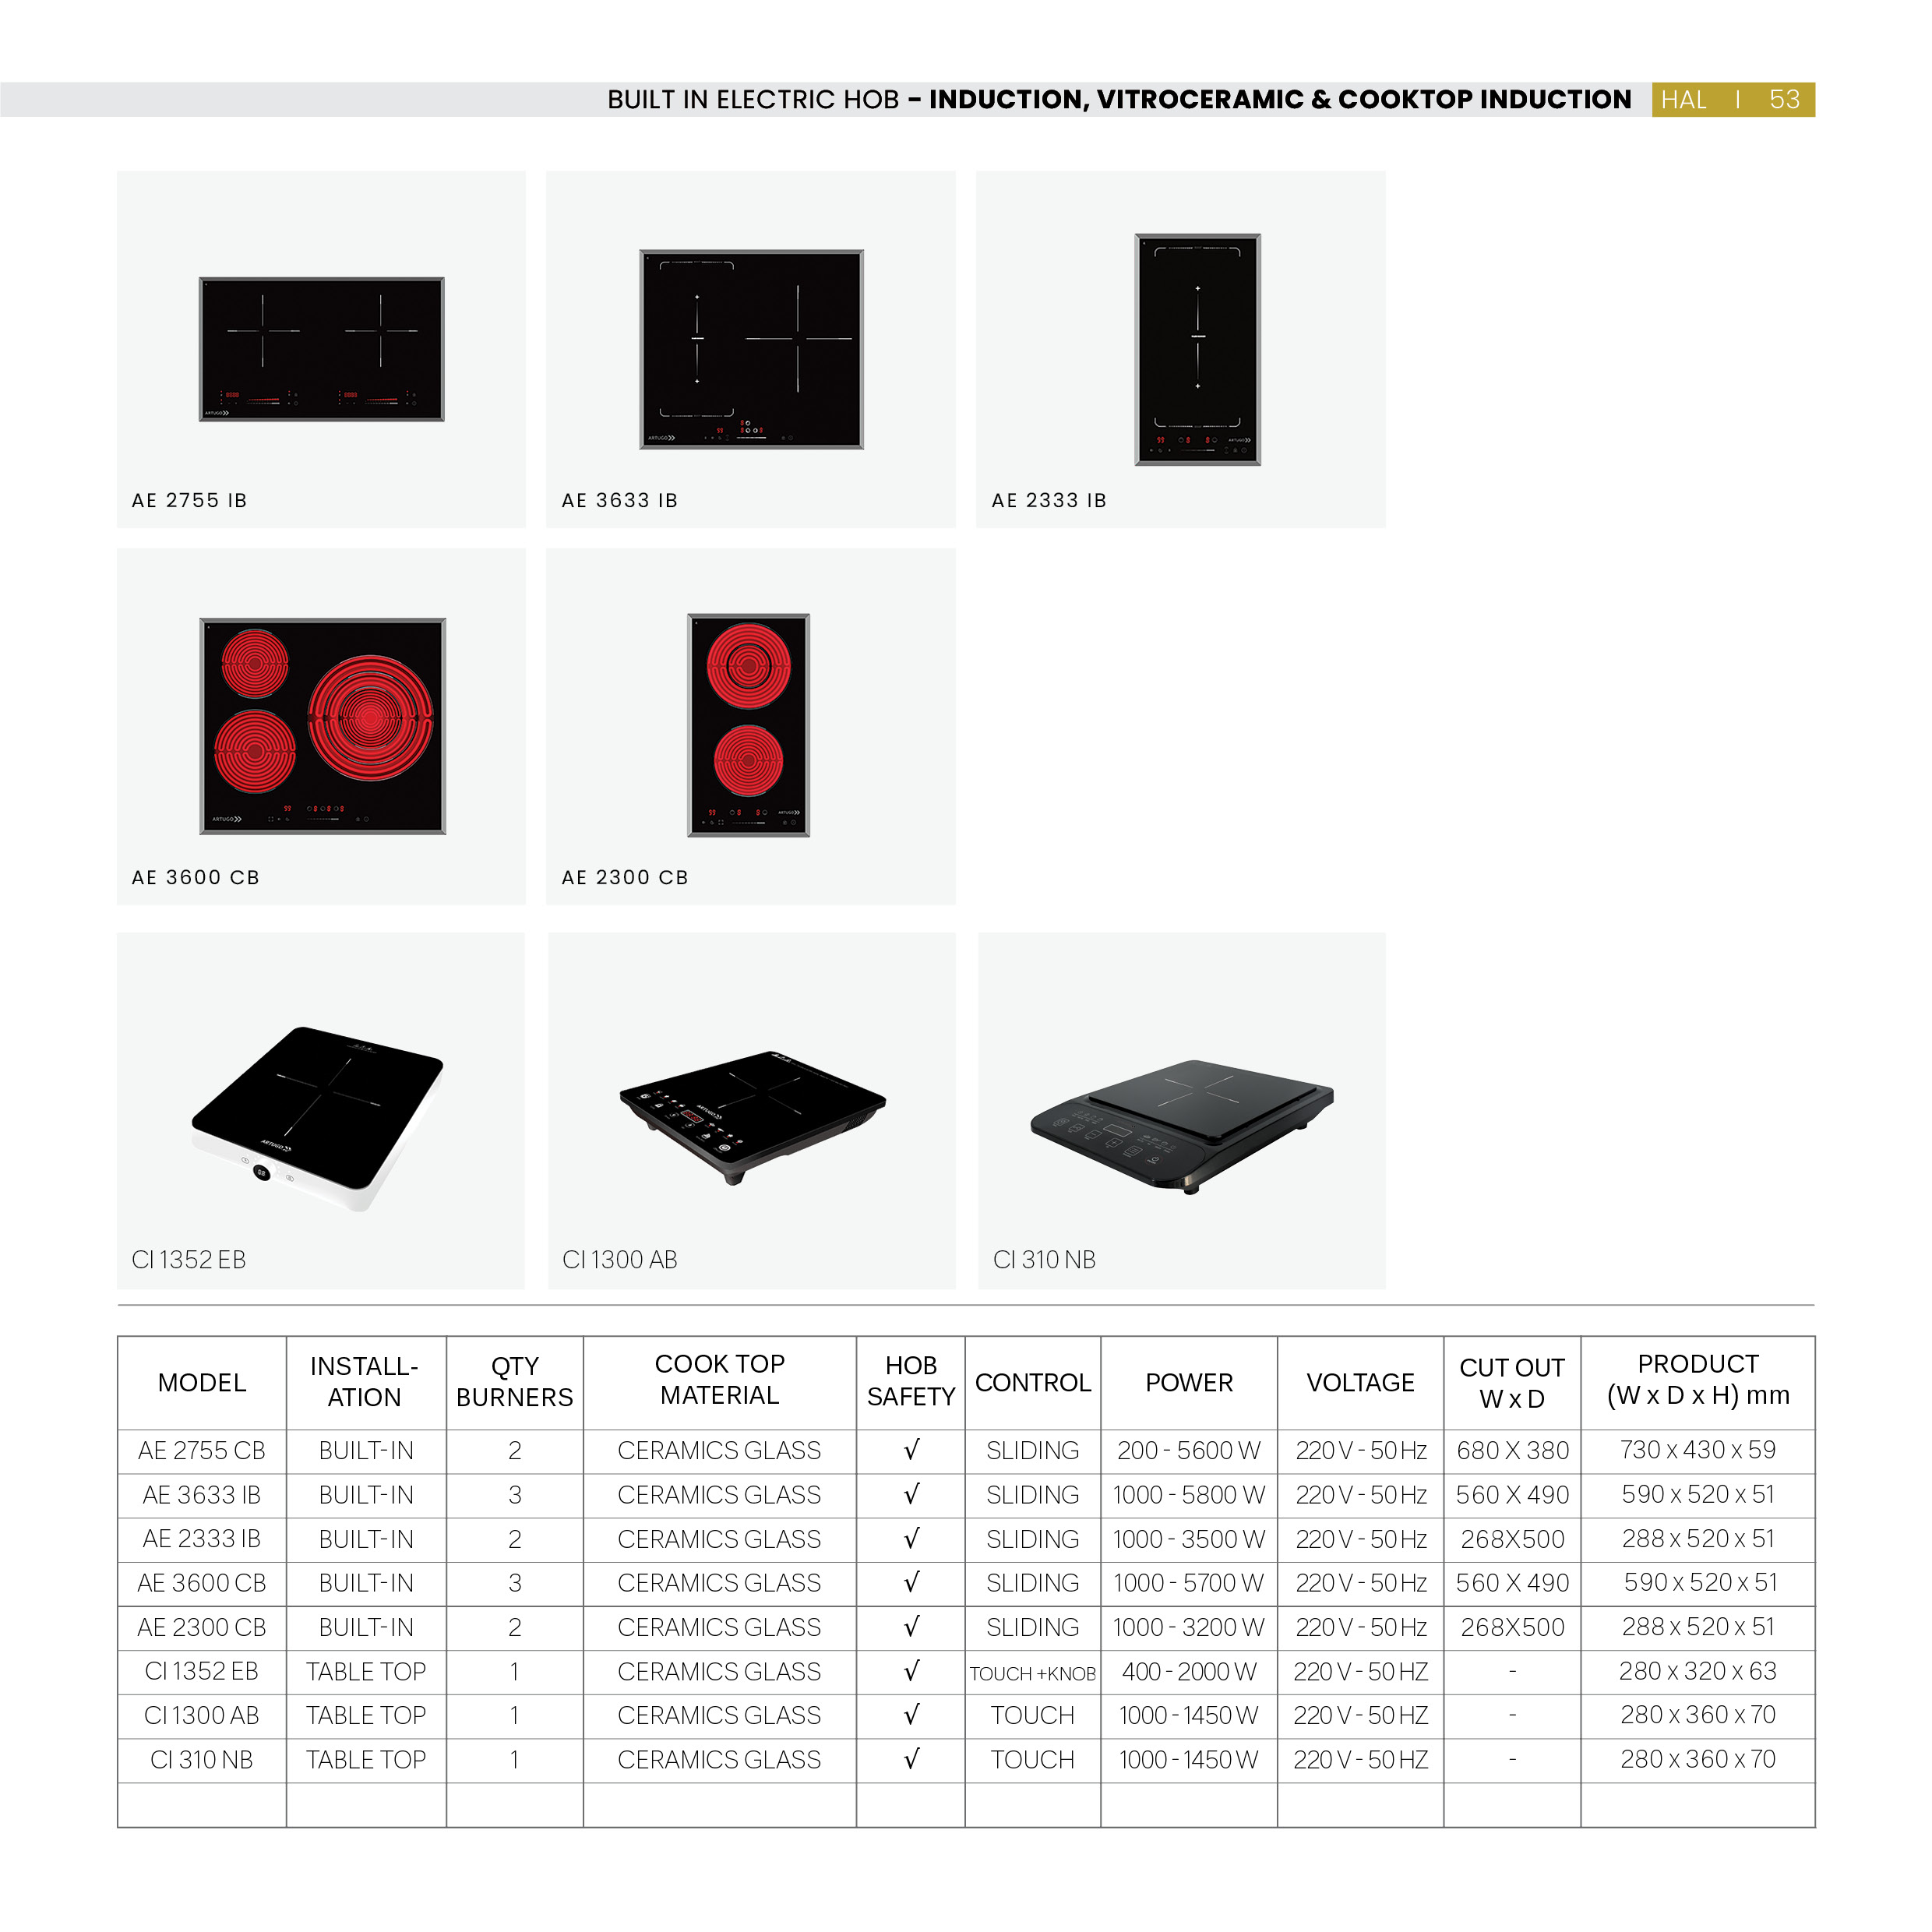 BUILT IN ELECTRIC HOB – INDUCTION, VITROCERAMIC & COOKTOP INDUCTION HAL I 53
ARTUGO
AE 2755 IB
ARTUGO
AE 3633 IB
ARTUGO
AE 2333 IB
ARTUGO
AE 3600 CB
ARTUGO
AE 2300 CB
ARTUGO
CI 1352 EB
ARTUGO
CI 1300 AB
CI 310 NB
MODEL INSTALL-ATION QTY BURNERS COOK TOP MATERIAL HOB SAFETY CONTROL POWER VOLTAGE CUT OUT W x D PRODUCT (W x D x H) mm
AE 2755 CB BUILT-IN 2 CERAMICS GLASS √ SLIDING 200 - 5600 W 220 V - 50 Hz 680 X 380 730 x 430 x 59
AE 3633 IB BUILT-IN 3 CERAMICS GLASS √ SLIDING 1000 - 5800 W 220 V - 50 Hz 560 X 490 590 x 520 x 51
AE 2333 IB BUILT-IN 2 CERAMICS GLASS √ SLIDING 1000 - 3500 W 220 V - 50 Hz 268X500 288 x 520 x 51
AE 3600 CB BUILT-IN 3 CERAMICS GLASS √ SLIDING 1000 - 5700 W 220 V - 50 Hz 560 X 490 590 x 520 x 51
AE 2300 CB BUILT-IN 2 CERAMICS GLASS √ SLIDING 1000 - 3200 W 220 V - 50 Hz 268X500 288 x 520 x 51
CI 1352 EB TABLE TOP 1 CERAMICS GLASS √ TOUCH +KNOB 400 - 2000 W 220 V - 50 HZ - 280 x 320 x 63
CI 1300 AB TABLE TOP 1 CERAMICS GLASS √ TOUCH 1000 - 1450 W 220 V - 50 HZ - 280 x 360 x 70
CI 310 NB TABLE TOP 1 CERAMICS GLASS √ TOUCH 1000 - 1450 W 220 V - 50 HZ - 280 x 360 x 70